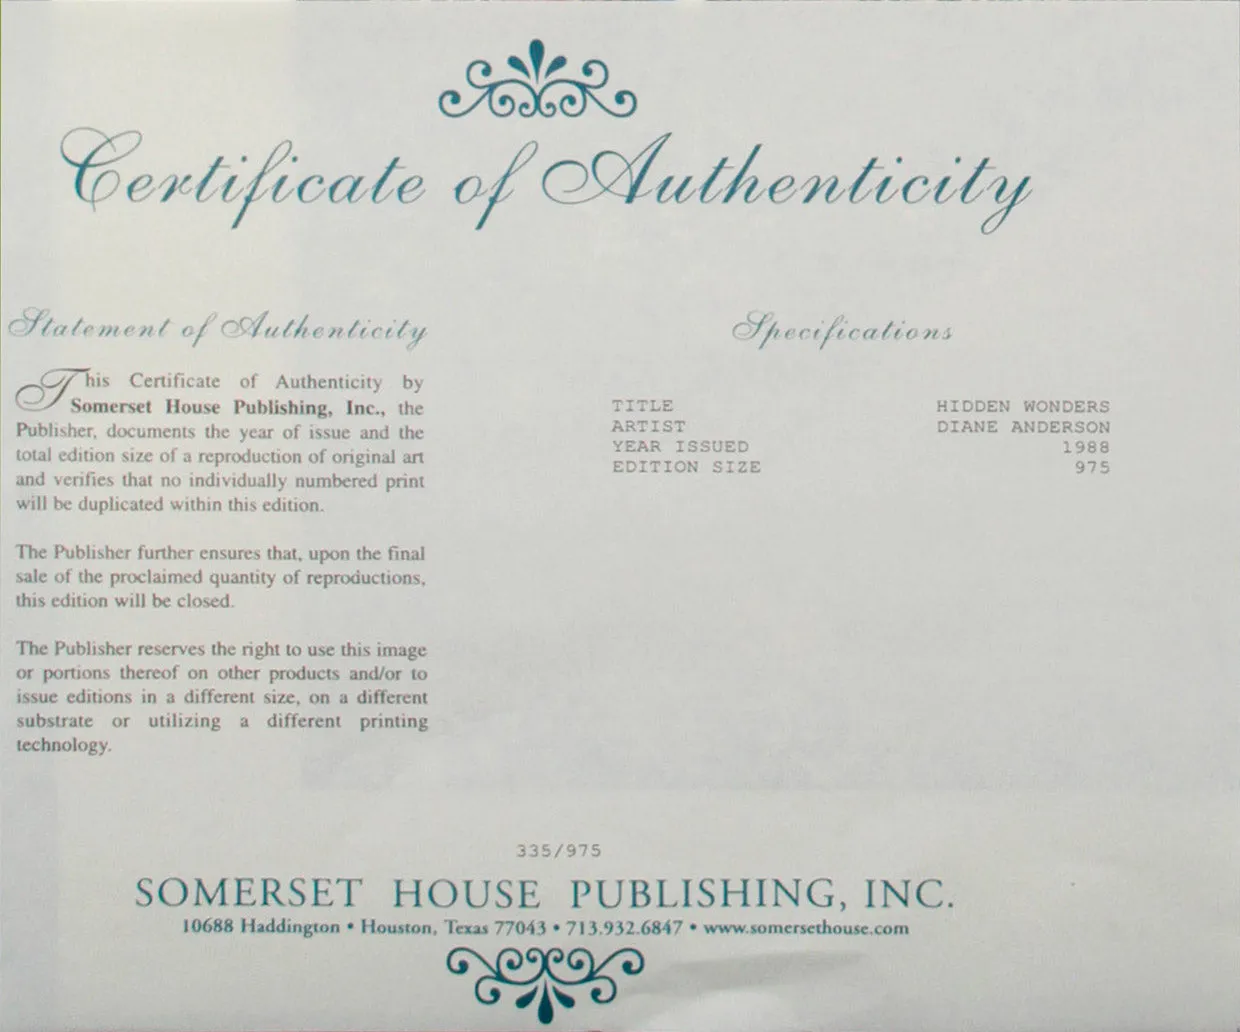 Certificate of Authenticity
Statement of Authenticity
This Certificate of Authenticity by
Somerset House Publishing, Inc., the
Publisher, documents the year of issue and the
total edition size of a reproduction of original art
and verifies that no individually numbered print
will be duplicated within this edition.
The Publisher further ensures that, upon the final
sale of the proclaimed quantity of reproductions,
this edition will be closed.
The Publisher reserves the right to use this image
or portions thereof on other products and/or to
issue editions in a different size, on a different
substrate or utilizing a different printing
technology.
Specifications
TITLE HIDDEN WONDERS
ARTIST DIANE ANDERSON
YEAR ISSUED 1988
EDITION SIZE 975
335/975
SOMERSET HOUSE PUBLISHING, INC.
10688 Haddington • Houston, Texas 77043 • 713.932.6847 • www.somersethouse.com